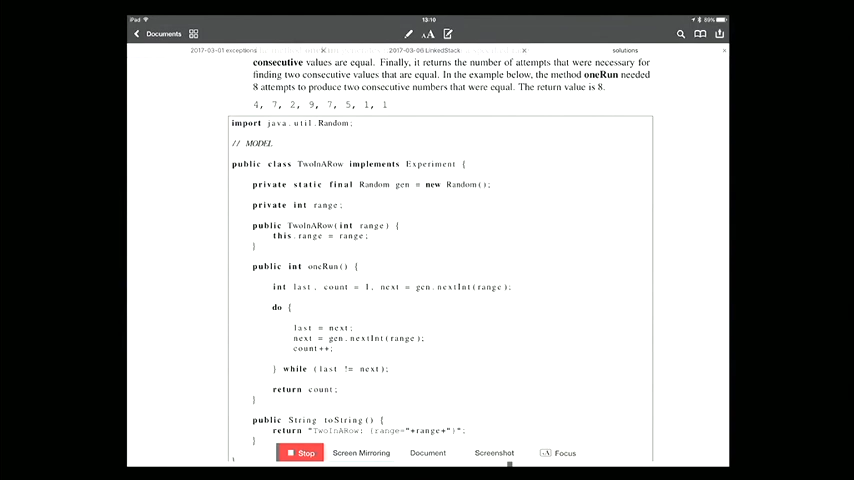 iPad
13:10
89%
Documents
AA
2017-03-01 exceptions
2017-03-06 LinkedStack
solutions
consecutive values are equal. Finally, it returns the number of attempts that were necessary for
finding two consecutive values that are equal. In the example below, the method oneRun needed
8 attempts to produce two consecutive numbers that were equal. The return value is 8.
4, 7, 2, 9, 7, 5, 1, 1
import java.util.Random;
// MODEL
public class TwoInARow implements Experiment {
private static final Random gen = new Random();
private int range;
public TwoInARow(int range) {
this.range = range;
}
public int oneRun() {
int last, count = 1, next = gen.nextInt(range);
do {
last = next;
next = gen.nextInt(range);
count++;
} while (last != next);
return count;
}
public String toString() {
return "TwoInARow: {range="+range+"}";
}
Stop Screen Mirroring Document Screenshot Focus